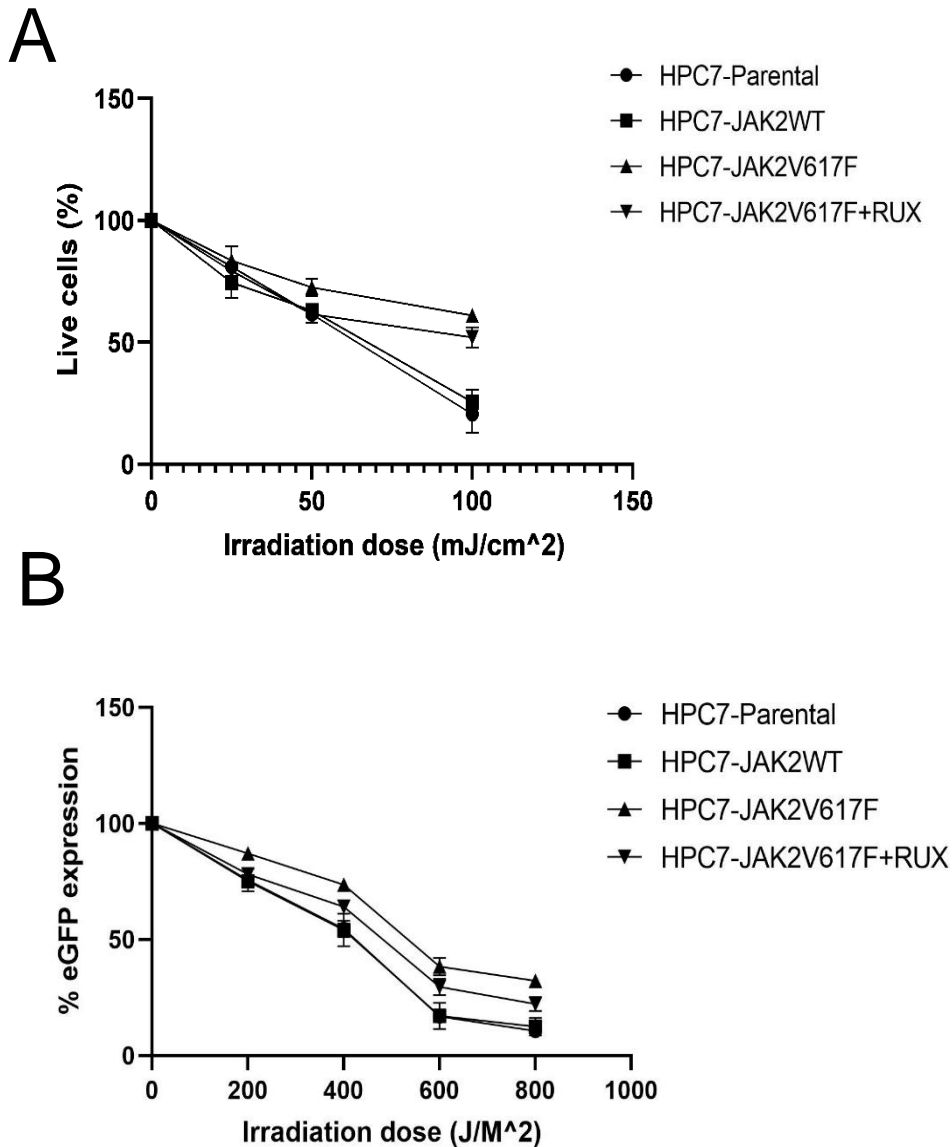 A
HPC7-Parental
HPC7-JAK2WT
HPC7-JAK2V617F
HPC7-JAK2V617F+RUX
150
100
50
0
Live cells (%)
0 50 100 150
Irradiation dose (mJ/cm^2)
B
HPC7-Parental
HPC7-JAK2WT
HPC7-JAK2V617F
HPC7-JAK2V617F+RUX
150
100
50
0
% eGFP expression
0 200 400 600 800 1000
Irradiation dose (J/M^2)